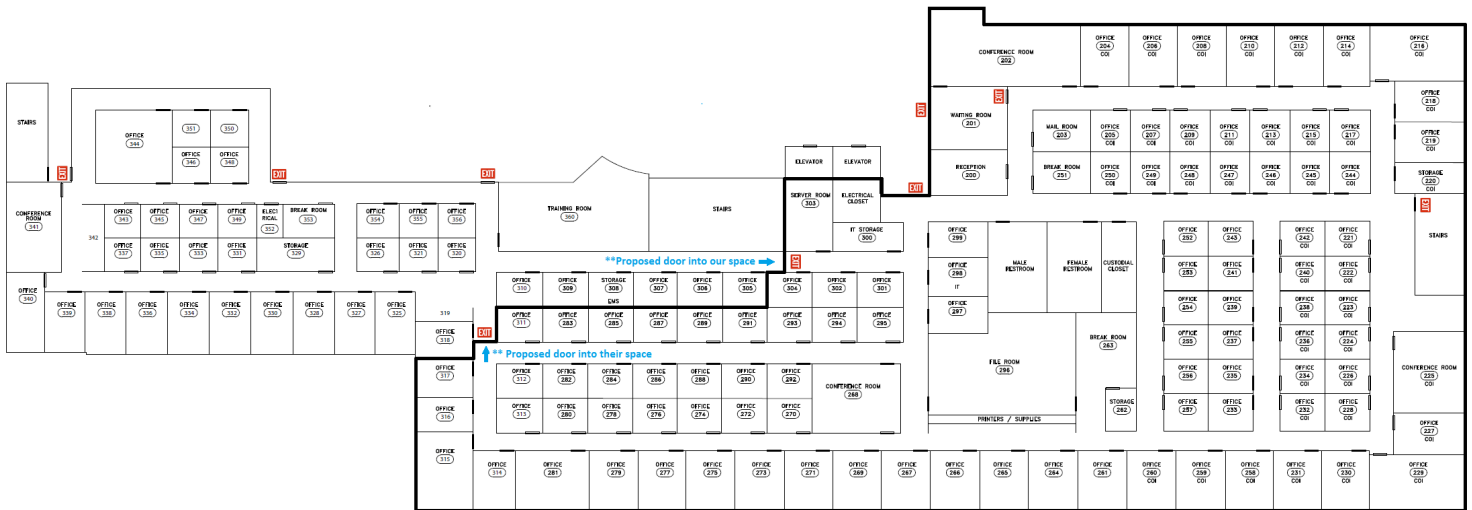 CONFERENCE ROOM
202
OFFICE
204
COI
OFFICE
206
COI
OFFICE
208
COI
OFFICE
210
COI
OFFICE
212
COI
OFFICE
214
COI
OFFICE
216
COI
STAIRS
OFFICE
344
351
350
346
348
EXIT
EXIT
EXIT
EXIT
EXIT
EXIT
WAITING ROOM
201
RECEPTION
200
MAIL ROOM
203
OFFICE
205
COI
OFFICE
207
COI
OFFICE
209
COI
OFFICE
211
COI
OFFICE
213
COI
OFFICE
215
COI
OFFICE
217
COI
OFFICE
218
COI
OFFICE
219
COI
STORAGE
220
COI
BREAK ROOM
251
OFFICE
250
COI
OFFICE
249
COI
OFFICE
248
COI
OFFICE
247
COI
OFFICE
246
COI
OFFICE
245
COI
OFFICE
244
COI
EXIT
STAIRS
ELEVATOR
ELEVATOR
SERVER ROOM
303
ELECTRICAL
CLOSET
IT STORAGE
300
TRAINING ROOM
360
STAIRS
CONFERENCE
ROOM
341
342
OFFICE
343
OFFICE
345
OFFICE
347
OFFICE
349
ELECT
RICAL
352
BREAK ROOM
353
OFFICE
354
OFFICE
355
OFFICE
356
OFFICE
337
OFFICE
335
OFFICE
333
OFFICE
331
STORAGE
329
OFFICE
326
OFFICE
321
OFFICE
320
OFFICE
340
OFFICE
339
OFFICE
338
OFFICE
336
OFFICE
334
OFFICE
332
OFFICE
330
OFFICE
328
OFFICE
327
OFFICE
325
319
OFFICE
318
**Proposed door into our space
EXIT
OFFICE
310
OFFICE
309
STORAGE
308
EMS
OFFICE
307
OFFICE
306
OFFICE
305
OFFICE
304
OFFICE
302
OFFICE
301
EXIT
OFFICE
311
OFFICE
283
OFFICE
285
OFFICE
287
OFFICE
289
OFFICE
291
OFFICE
293
OFFICE
294
OFFICE
295
** Proposed door into their space
OFFICE
317
OFFICE
316
OFFICE
315
OFFICE
312
OFFICE
282
OFFICE
284
OFFICE
286
OFFICE
288
OFFICE
290
OFFICE
292
CONFERENCE ROOM
268
OFFICE
313
OFFICE
280
OFFICE
278
OFFICE
276
OFFICE
274
OFFICE
272
OFFICE
270
OFFICE
299
OFFICE
298
IT
OFFICE
297
MALE
RESTROOM
FEMALE
RESTROOM
CUSTODIAL
CLOSET
FILE ROOM
296
BREAK ROOM
263
STORAGE
262
PRINTERS / SUPPLIES
OFFICE
252
OFFICE
243
OFFICE
253
OFFICE
241
OFFICE
254
OFFICE
239
OFFICE
255
OFFICE
237
OFFICE
256
OFFICE
235
OFFICE
257
OFFICE
233
OFFICE
242
COI
OFFICE
221
COI
OFFICE
240
COI
OFFICE
222
COI
OFFICE
238
COI
OFFICE
223
COI
OFFICE
236
COI
OFFICE
224
COI
OFFICE
234
COI
OFFICE
226
COI
OFFICE
232
COI
OFFICE
228
COI
CONFERENCE ROOM
225
COI
OFFICE
227
COI
OFFICE
314
OFFICE
281
OFFICE
279
OFFICE
277
OFFICE
275
OFFICE
273
OFFICE
271
OFFICE
269
OFFICE
267
OFFICE
266
OFFICE
265
OFFICE
264
OFFICE
261
OFFICE
260
COI
OFFICE
259
COI
OFFICE
258
COI
OFFICE
231
COI
OFFICE
230
COI
OFFICE
229
COI